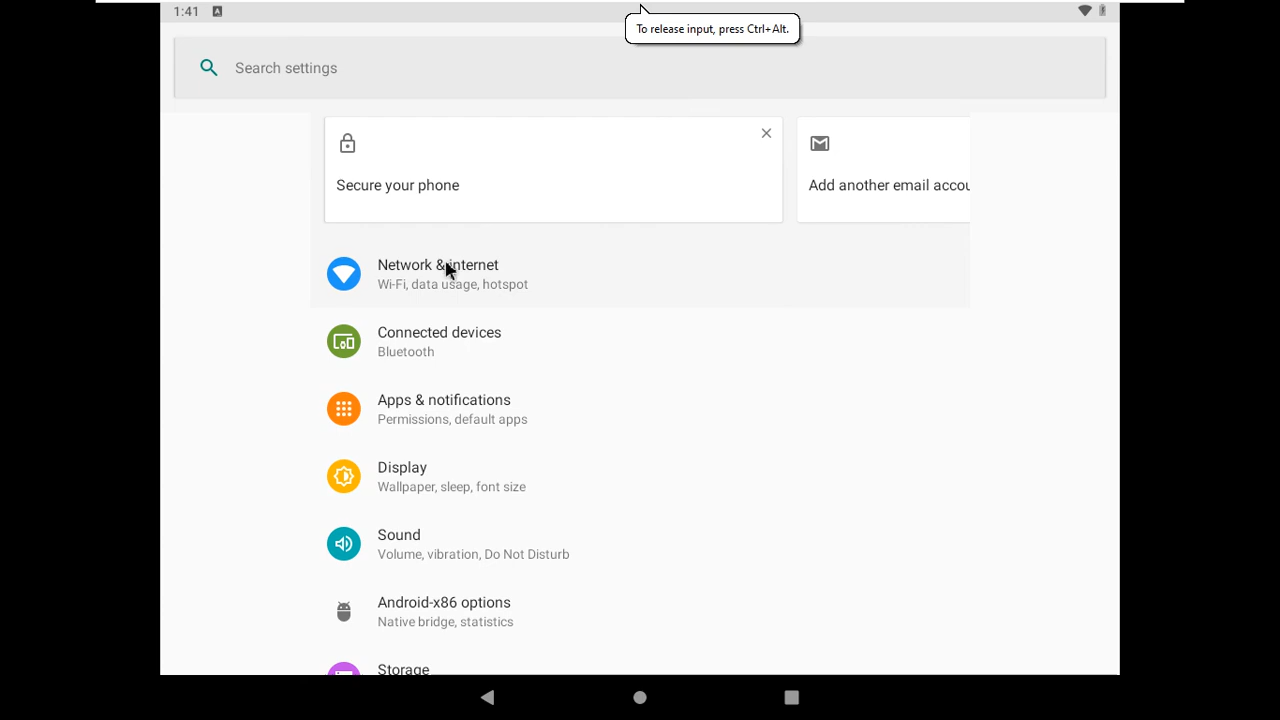 1:41
To release input, press Ctrl+Alt.
Search settings
Secure your phone
Add another email accou
Network & internet
Wi-Fi, data usage, hotspot
Connected devices
Bluetooth
Apps & notifications
Permissions, default apps
Display
Wallpaper, sleep, font size
Sound
Volume, vibration, Do Not Disturb
Android-x86 options
Native bridge, statistics
Storage